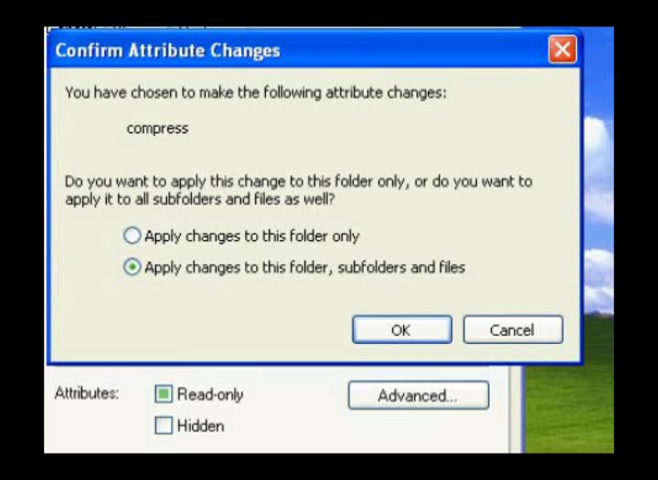 Confirm Attribute Changes
You have chosen to make the following attribute changes:
compress
Do you want to apply this change to this folder only, or do you want to
apply it to all subfolders and files as well?
Apply changes to this folder only
Apply changes to this folder, subfolders and files
OK Cancel
Attributes: Read-only Advanced...
Hidden